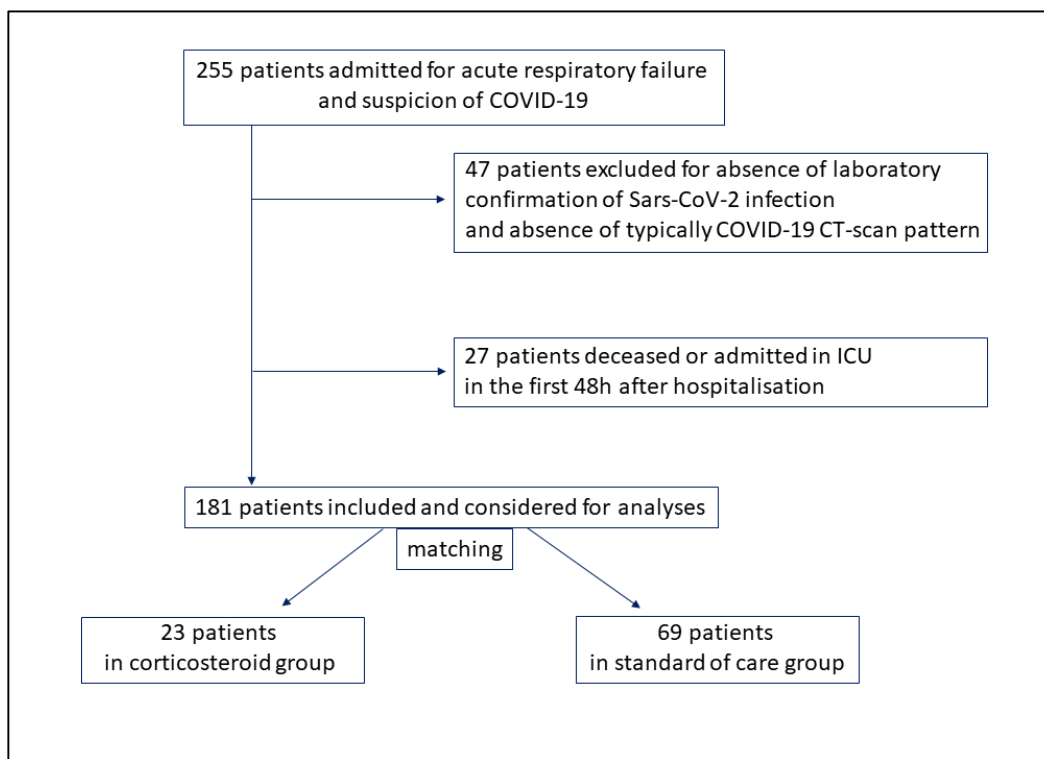 255 patients admitted for acute respiratory failure
and suspicion of COVID-19
47 patients excluded for absence of laboratory
confirmation of Sars-CoV-2 infection
and absence of typically COVID-19 CT-scan pattern
27 patients deceased or admitted in ICU
in the first 48h after hospitalisation
181 patients included and considered for analyses
matching
23 patients
in corticosteroid group
69 patients
in standard of care group